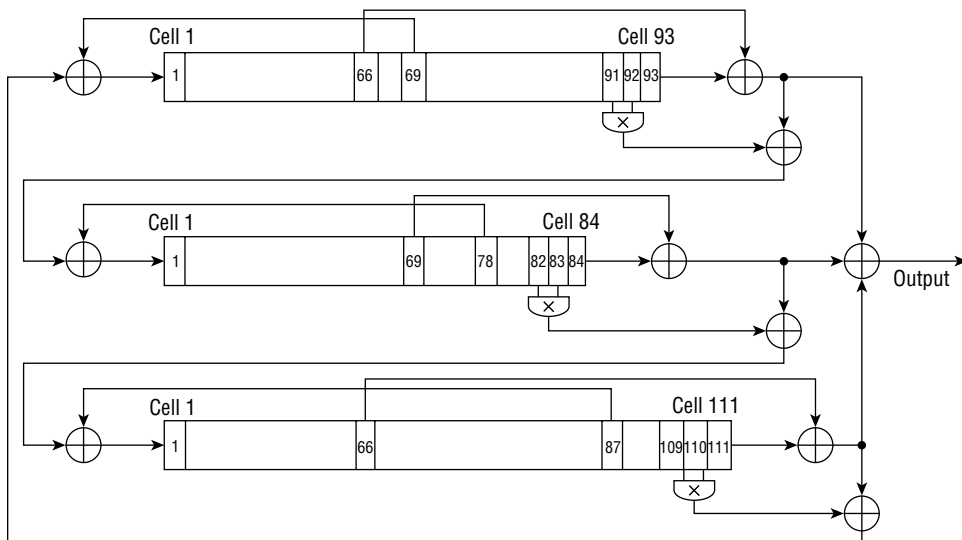 Cell 1 Cell 93
1 66 69 91 92 93
×
Cell 1 Cell 84
1 69 78 82 83 84
Output
×
Cell 1 Cell 111
1 66 87 109 110 111
×